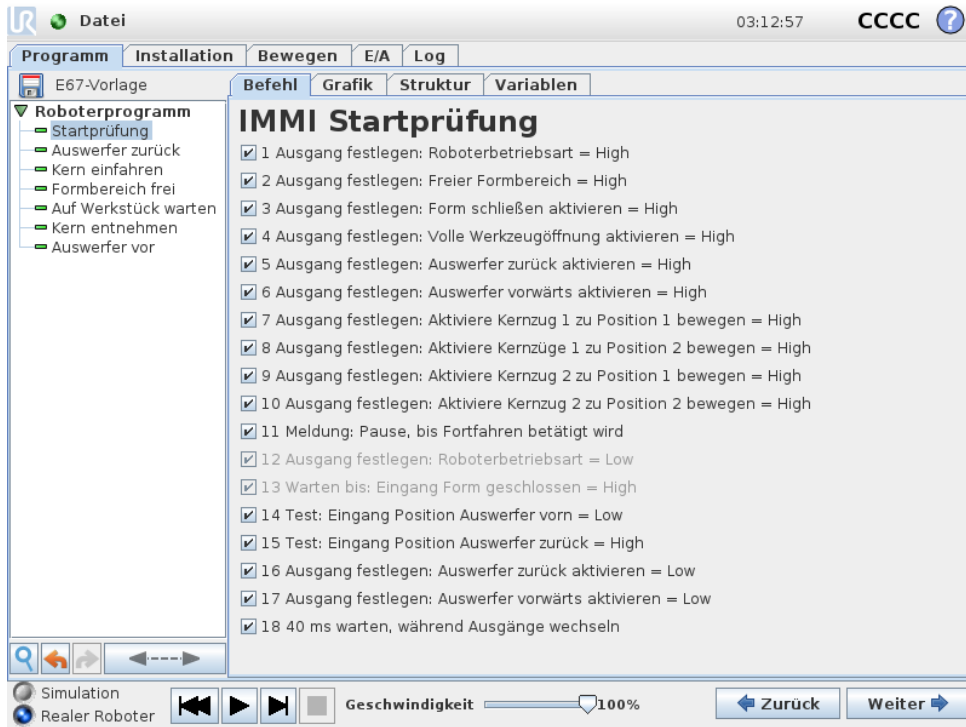 UR Datei 03:12:57 CCCC ?
Programm Installation Bewegen E/A Log
E67-Vorlage Befehl Grafik Struktur Variablen
Roboterprogramm
Startprüfung
Auswerfer zurück
Kern einfahren
Formbereich frei
Auf Werkstück warten
Kern entnehmen
Auswerfer vor
IMMI Startprüfung
1 Ausgang festlegen: Roboterbetriebsart = High
2 Ausgang festlegen: Freier Formbereich = High
3 Ausgang festlegen: Form schließen aktivieren = High
4 Ausgang festlegen: Volle Werkzeugöffnung aktivieren = High
5 Ausgang festlegen: Auswerfer zurück aktivieren = High
6 Ausgang festlegen: Auswerfer vorwärts aktivieren = High
7 Ausgang festlegen: Aktiviere Kernzug 1 zu Position 1 bewegen = High
8 Ausgang festlegen: Aktiviere Kernzüge 1 zu Position 2 bewegen = High
9 Ausgang festlegen: Aktiviere Kernzug 2 zu Position 1 bewegen = High
10 Ausgang festlegen: Aktiviere Kernzug 2 zu Position 2 bewegen = High
11 Meldung: Pause, bis Fortfahren betätigt wird
12 Ausgang festlegen: Roboterbetriebsart = Low
13 Warten bis: Eingang Form geschlossen = High
14 Test: Eingang Position Auswerfer vorn = Low
15 Test: Eingang Position Auswerfer zurück = High
16 Ausgang festlegen: Auswerfer zurück aktivieren = Low
17 Ausgang festlegen: Auswerfer vorwärts aktivieren = Low
18 40 ms warten, während Ausgänge wechseln
Simulation
Realer Roboter
Geschwindigkeit 100% Zurück Weiter